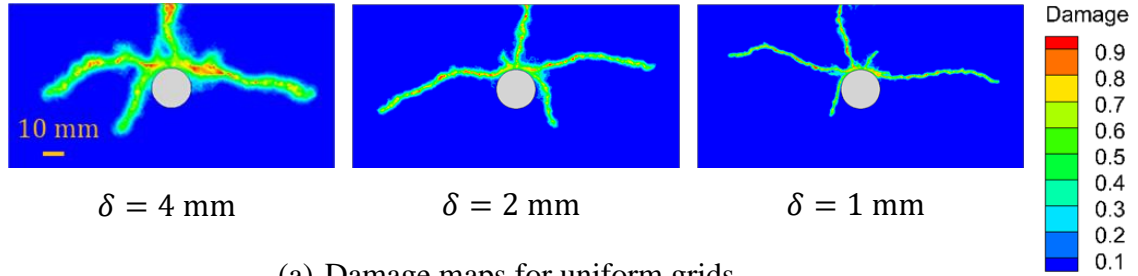 Damage
0.9
0.8
0.7
0.6
0.5
0.4
0.3
0.2
0.1
10 mm
δ = 4 mm
δ = 2 mm
δ = 1 mm
(a) Damage maps for uniform grids